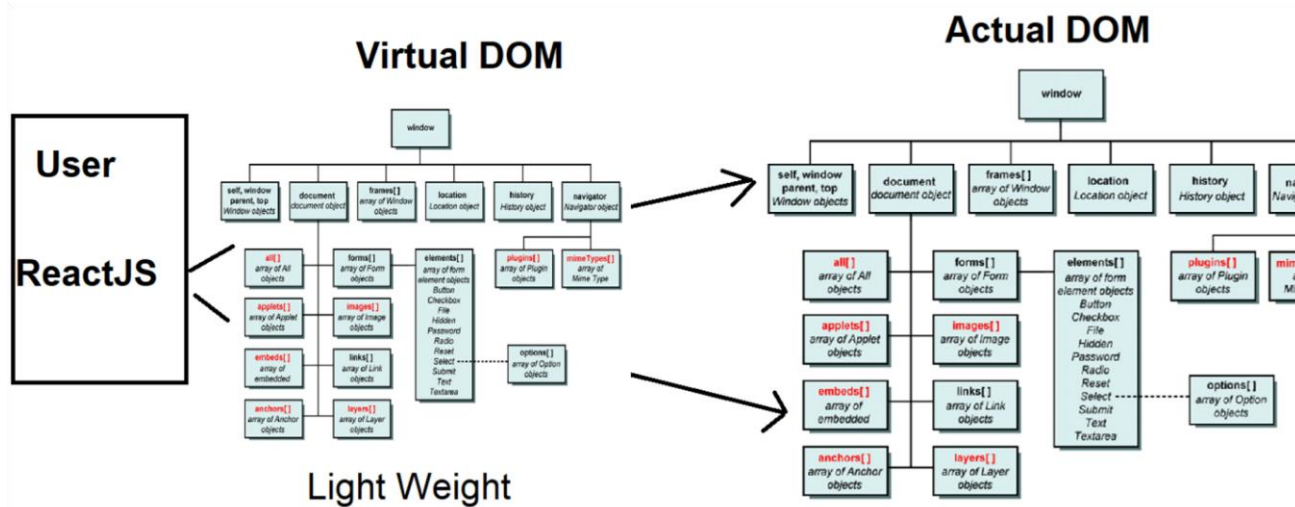 Virtual DOM
Actual DOM
User
ReactJS
window
self, window
parent, top
Window objects
document
document object
frames[ ]
array of Window
objects
location
Location object
history
History object
navigator
Navigator object
all[ ]
array of All
objects
forms[ ]
array of Form
objects
elements[ ]
array of form
element objects
Button
Checkbox
File
Hidden
Password
Radio
Reset
Select
Submit
Text
Textarea
plugins[ ]
array of Plugin
objects
mimeTypes[ ]
array of
Mime Type
applets[ ]
array of Applet
objects
images[ ]
array of Image
objects
embeds[ ]
array of
embedded
links[ ]
array of Link
objects
options[ ]
array of Option
objects
anchors[ ]
array of Anchor
objects
layers[ ]
array of Layer
objects
Light Weight
window
self, window
parent, top
Window objects
document
document object
frames[ ]
array of Window
objects
location
Location object
history
History object
na
Navig
all[ ]
array of All
objects
forms[ ]
array of Form
objects
elements[ ]
array of form
element objects
Button
Checkbox
File
Hidden
Password
Radio
Reset
Select
Submit
Text
Textarea
plugins[ ]
array of Plugin
objects
mime
a
Mi
applets[ ]
array of Applet
objects
images[ ]
array of Image
objects
embeds[ ]
array of
embedded
links[ ]
array of Link
objects
options[ ]
array of Option
objects
anchors[ ]
array of Anchor
objects
layers[ ]
array of Layer
objects